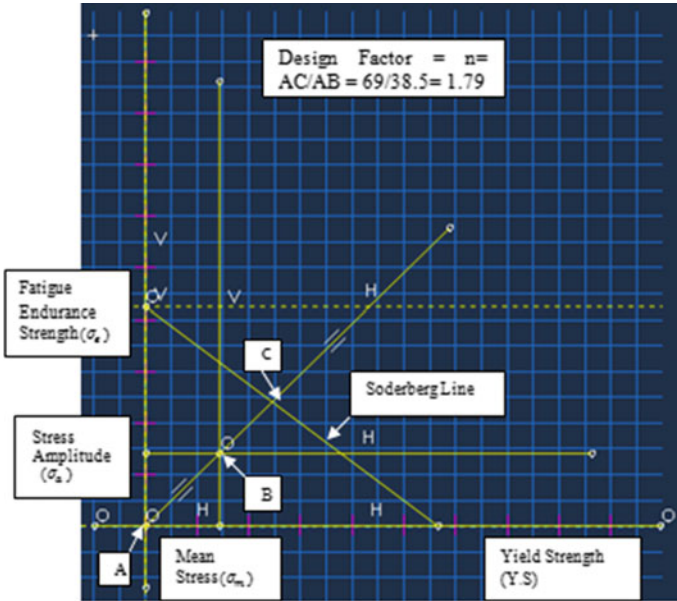 Design Factor = n=
AC/AB = 69/38.5= 1.79
V
Fatigue
Endurance
Strength(σe)
V
V
H
C
Soderberg Line
Stress
Amplitude
(σa)
H
B
H
H
A
Mean
Stress(σm)
Yield Strength
(Y.S)